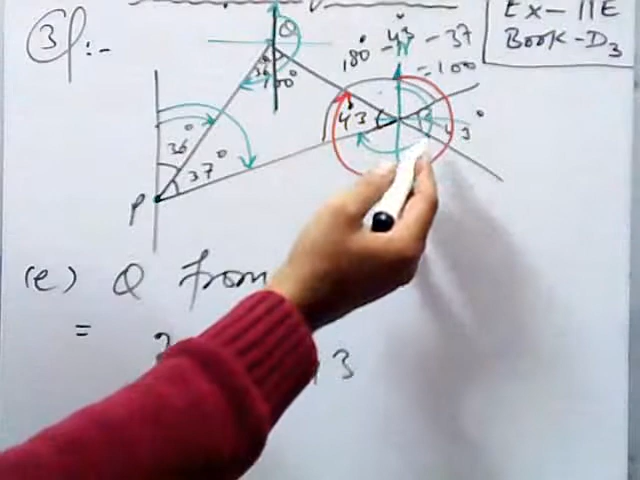 3) :-
Ex-11E
Book-D3
180° - 43 - 37
= 100
Q
36
100°
43
43°
N
36°
37°
P
(e) Q from
=
3